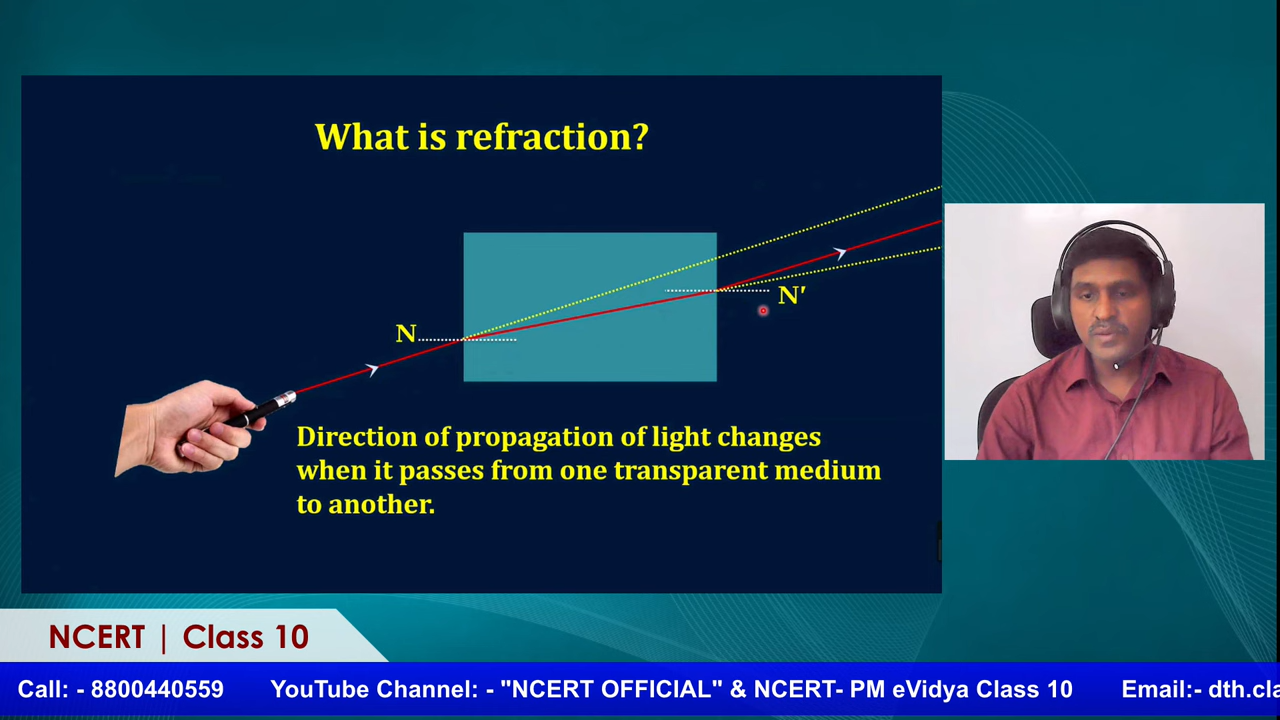 What is refraction?
N
N′
Direction of propagation of light changes
when it passes from one transparent medium
to another.
NCERT | Class 10
Call: - 8800440559 YouTube Channel: - "NCERT OFFICIAL" & NCERT- PM eVidya Class 10 Email:- dth.cla